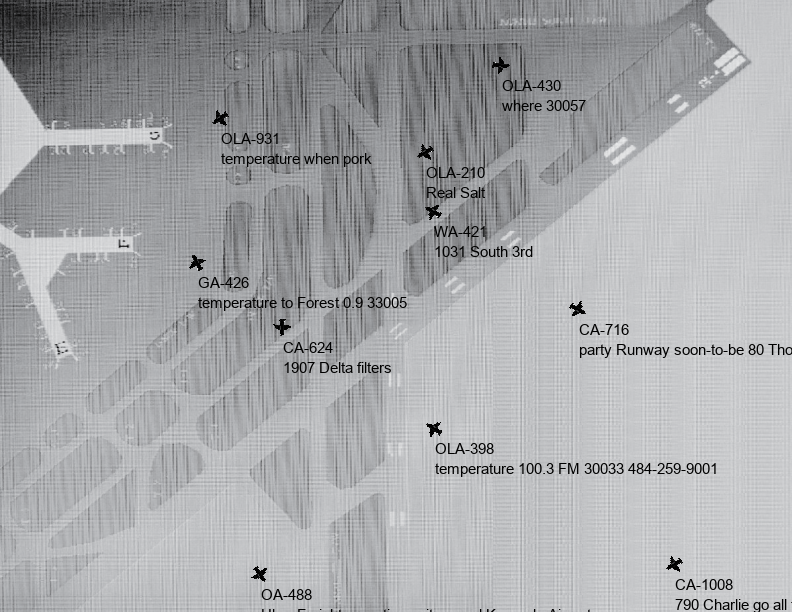 OLA-430
where 30057
OLA-931
temperature when pork
OLA-210
Real Salt
WA-421
1031 South 3rd
GA-426
temperature to Forest 0.9 33005
CA-716
party Runway soon-to-be 80
CA-624
1907 Delta filters
OLA-398
temperature 100.3 FM 30033 484-259-9001
OA-488
CA-1008
790 Charlie go all